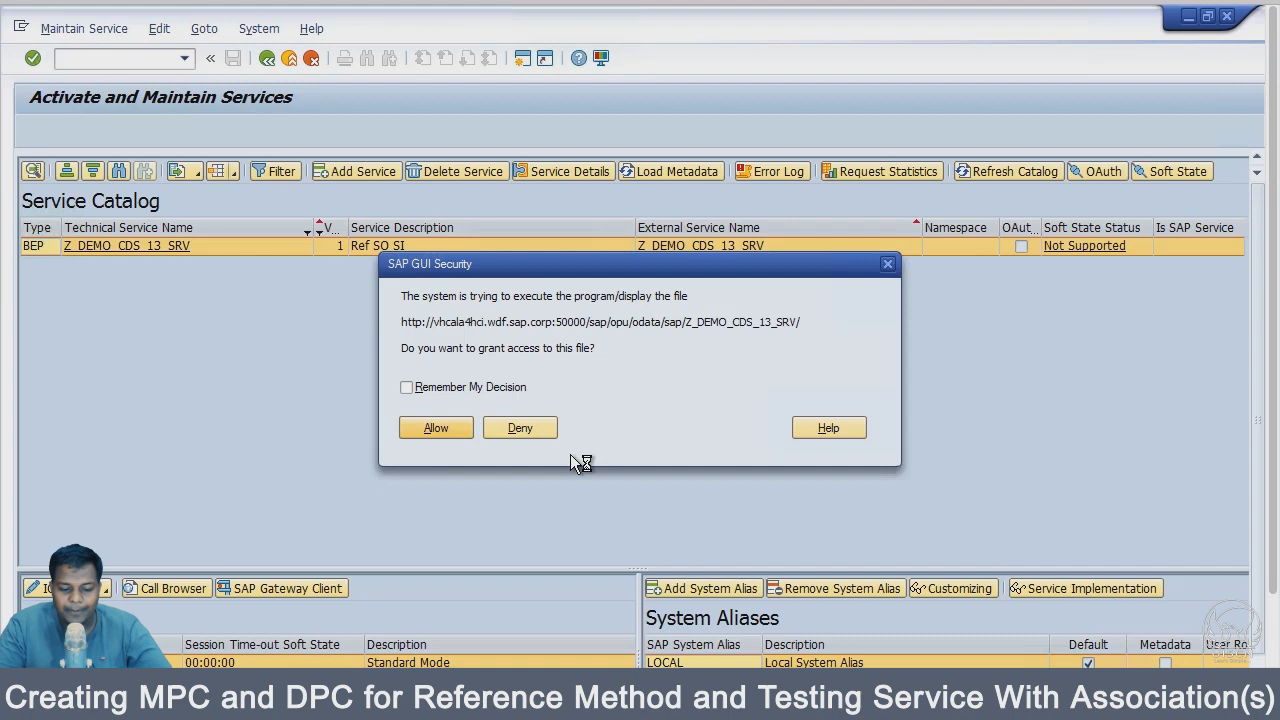 Maintain Service Edit Goto System Help
Activate and Maintain Services
Filter Add Service Delete Service Service Details Load Metadata Error Log Request Statistics Refresh Catalog OAuth Soft State
Service Catalog
Type Technical Service Name V... Service Description External Service Name Namespace OAut... Soft State Status Is SAP Service
BEP Z_DEMO_CDS_13_SRV 1 Ref SO SI Z_DEMO_CDS_13_SRV Not Supported
SAP GUI Security
The system is trying to execute the program/display the file
http://vhcala4hci.wdf.sap.corp:50000/sap/opu/odata/sap/Z_DEMO_CDS_13_SRV/
Do you want to grant access to this file?
Remember My Decision
Allow Deny Help
Call Browser SAP Gateway Client Add System Alias Remove System Alias Customizing Service Implementation
System Aliases
Session Time-out Soft State Description SAP System Alias Description Default Metadata User Ro
00:00:00 Standard Mode LOCAL Local System Alias
Creating MPC and DPC for Reference Method and Testing Service With Association(s)